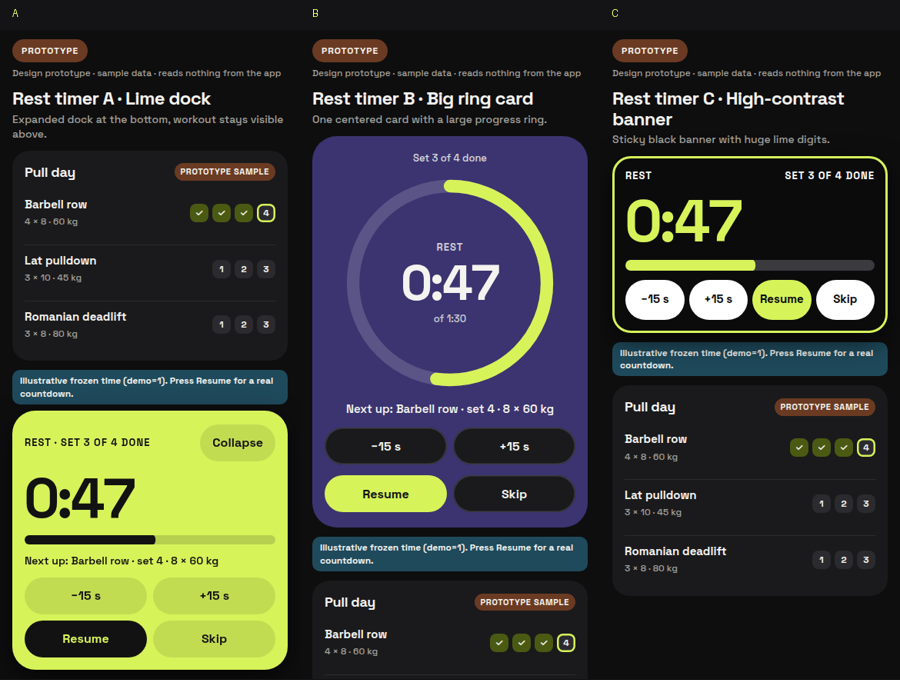 A
PROTOTYPE
Design prototype · sample data · reads nothing from the app
Rest timer A · Lime dock
Expanded dock at the bottom, workout stays visible
above.
Pull day
PROTOTYPE SAMPLE
Barbell row
4 × 8 · 60 kg
✓ ✓ ✓ 4
Lat pulldown
3 × 10 · 45 kg
1 2 3
Romanian deadlift
3 × 8 · 80 kg
1 2 3
Illustrative frozen time (demo=1). Press Resume for a real
countdown.
REST · SET 3 OF 4 DONE
Collapse
0:47
Next up: Barbell row · set 4 · 8 × 60 kg
−15 s
+15 s
Resume
Skip
B
PROTOTYPE
Design prototype · sample data · reads nothing from the app
Rest timer B · Big ring card
One centered card with a large progress ring.
Set 3 of 4 done
REST
0:47
of 1:30
Next up: Barbell row · set 4 · 8 × 60 kg
−15 s
+15 s
Resume
Skip
Illustrative frozen time (demo=1). Press Resume for a real
countdown.
Pull day
PROTOTYPE SAMPLE
Barbell row
4 × 8 · 60 kg
✓ ✓ ✓ 4
C
PROTOTYPE
Design prototype · sample data · reads nothing from the app
Rest timer C · High-contrast
banner
Sticky black banner with huge lime digits.
REST
SET 3 OF 4 DONE
0:47
−15 s
+15 s
Resume
Skip
Illustrative frozen time (demo=1). Press Resume for a real
countdown.
Pull day
PROTOTYPE SAMPLE
Barbell row
4 × 8 · 60 kg
✓ ✓ ✓ 4
Lat pulldown
3 × 10 · 45 kg
1 2 3
Romanian deadlift
3 × 8 · 80 kg
1 2 3